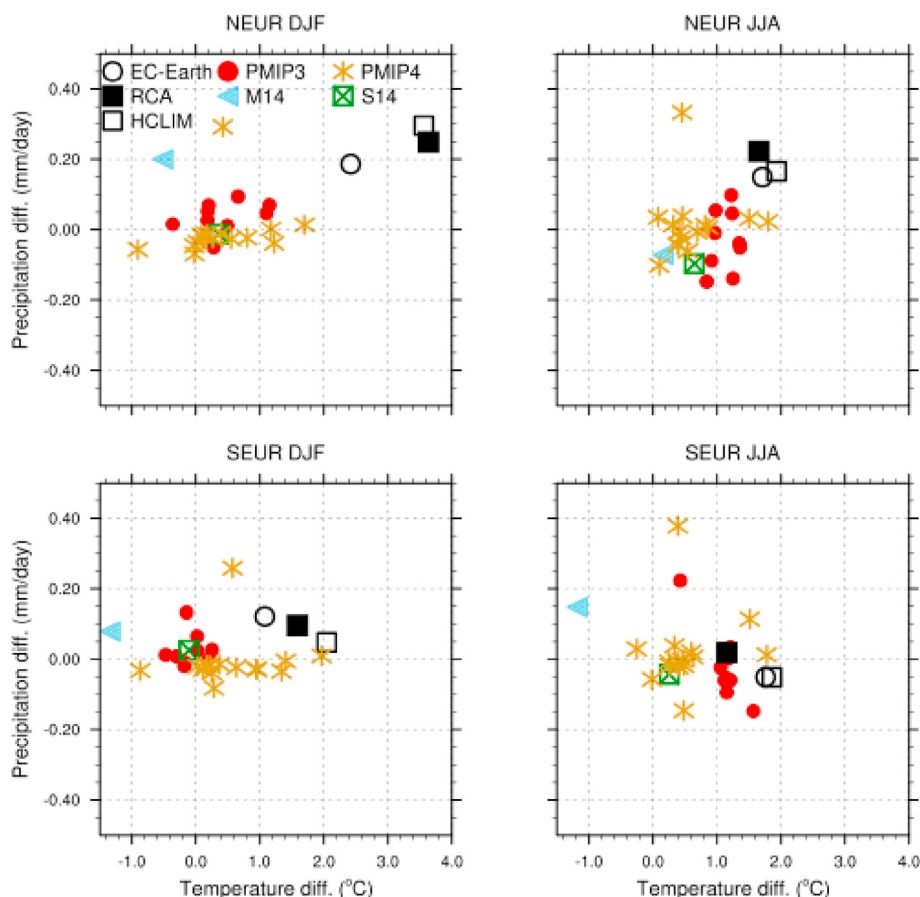 NEUR DJF
NEUR JJA
EC-Earth PMIP3 PMIP4
RCA M14 S14
HCLIM
0.40
0.20
0.00
-0.20
-0.40
Precipitation diff. (mm/day)
SEUR DJF
SEUR JJA
0.40
0.20
0.00
-0.20
-0.40
Precipitation diff. (mm/day)
-1.0 0.0 1.0 2.0 3.0 4.0
0.0 1.0 2.0 3.0 4.0
Temperature diff. (°C)
Temperature diff. (°C)